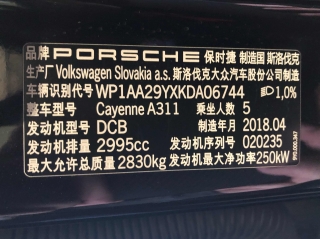 品牌 PORSCHE 保时捷 制造国 斯洛伐克
生产厂 Volkswagen Slovakia a.s. 斯洛伐克大众汽车股份公司制造
车辆识别代号 WP1AA29YXKDA06744 1,0%
整车型号 Cayenne A311 乘坐人数 5
发动机型号 DCB 制造年月 2018.04
发动机排量 2995cc 发动机序列号 020235
最大允许总质量 2830kg 发动机最大净功率 250kW